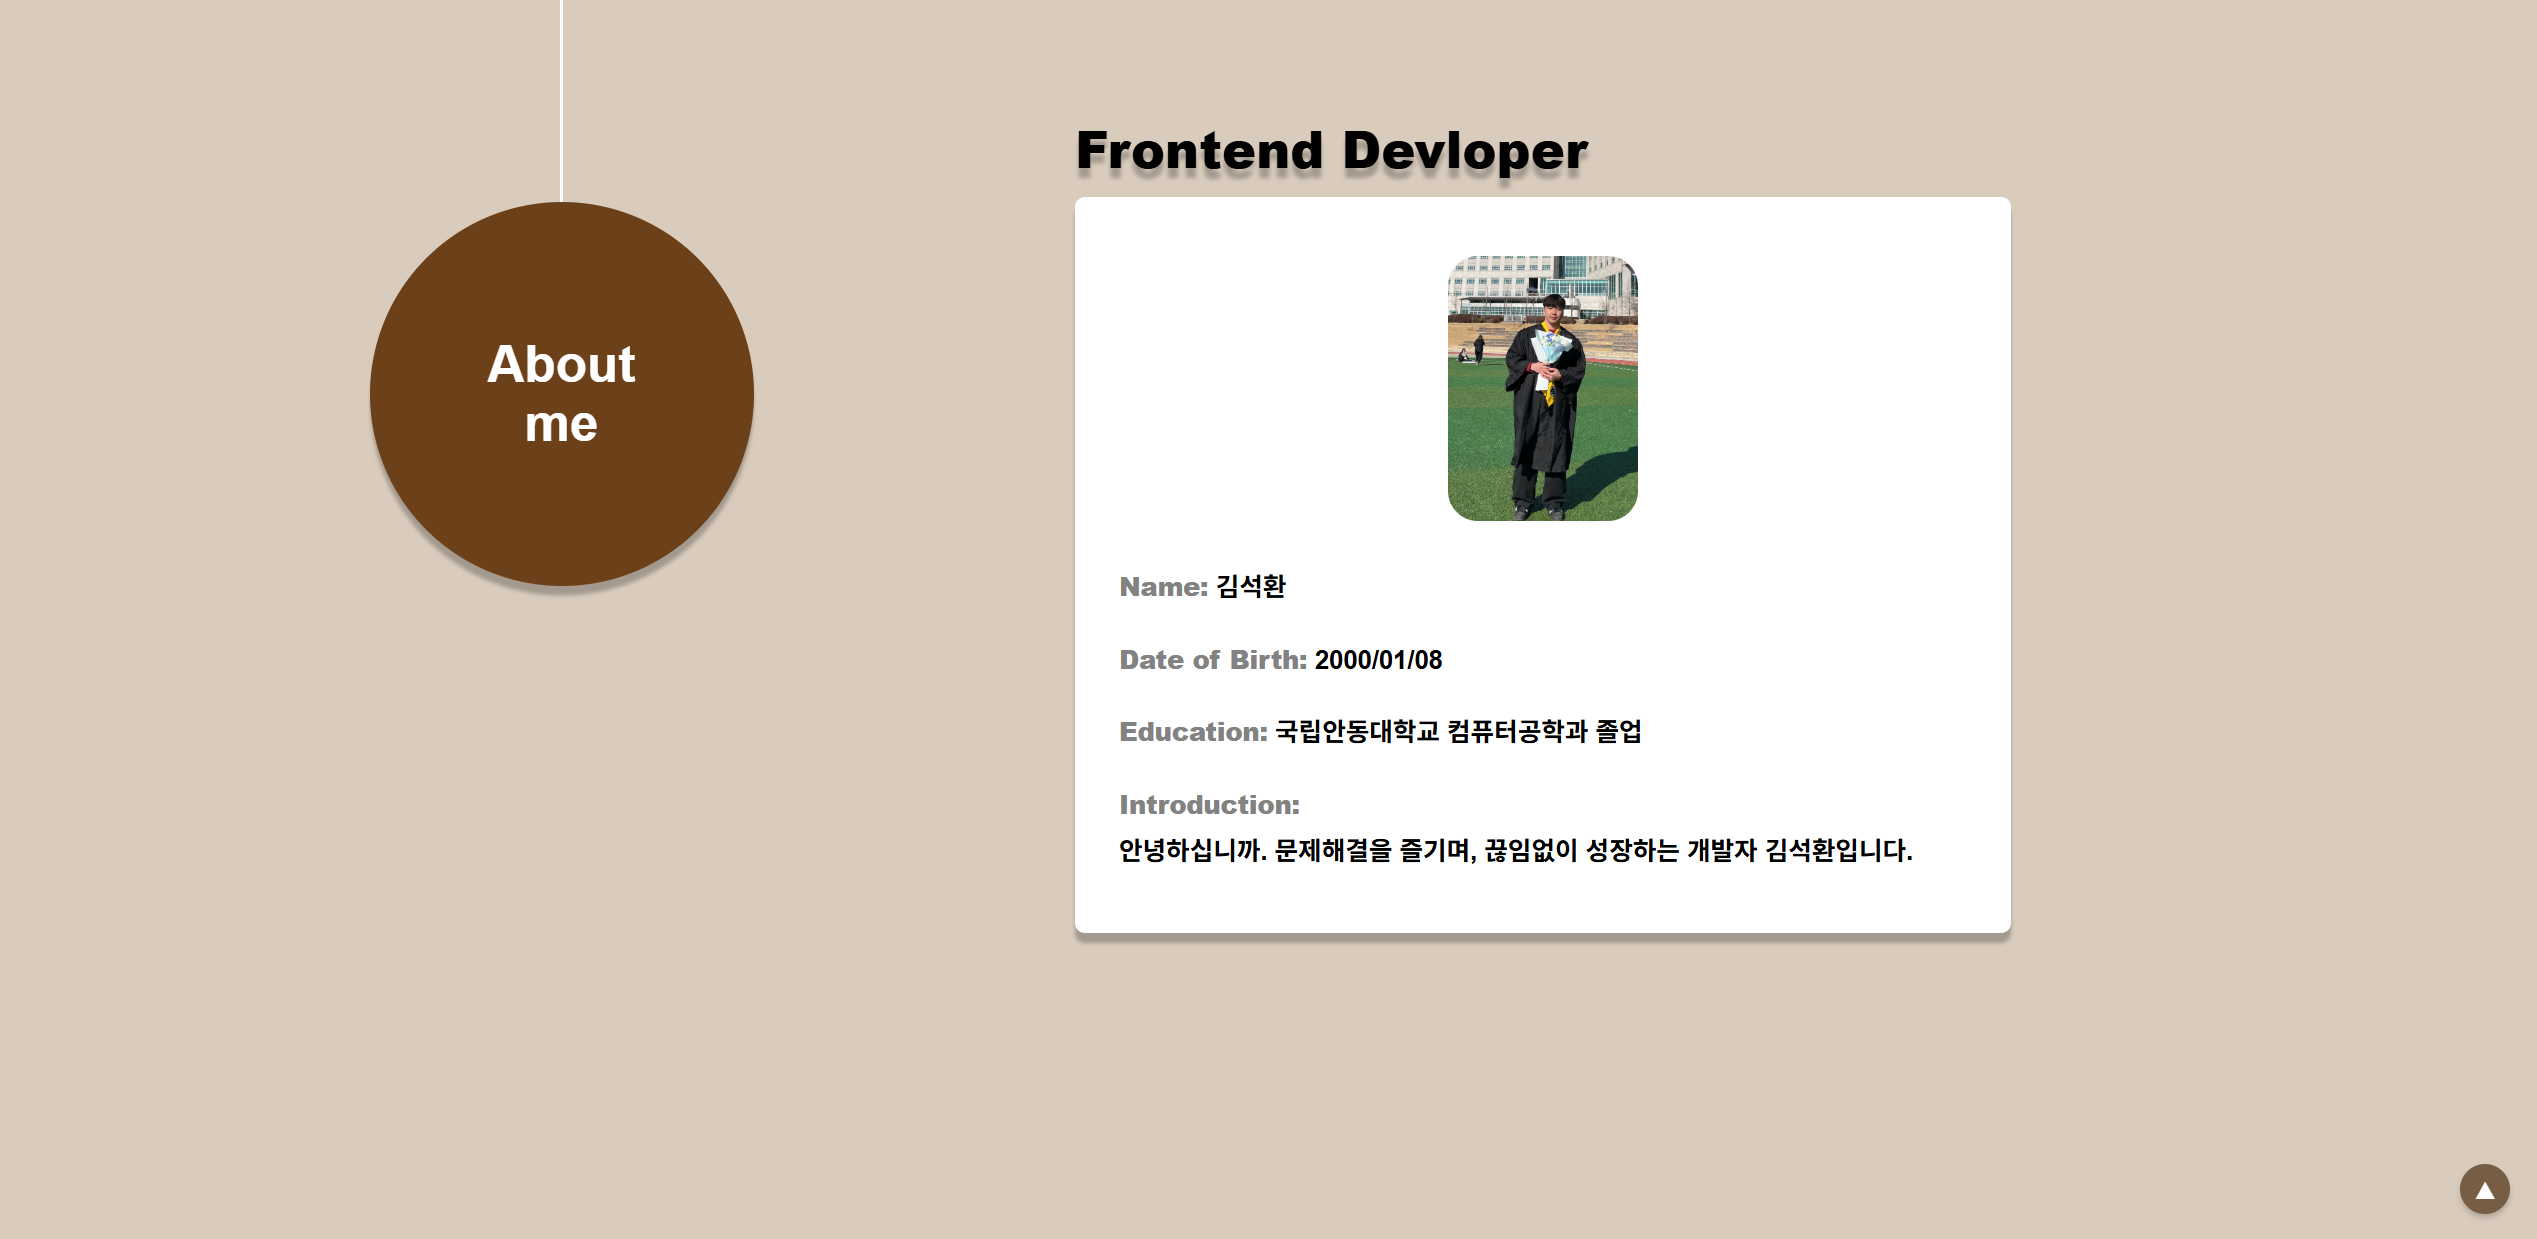 About
me
Frontend Devloper
Name: 김석환
Date of Birth: 2000/01/08
Education: 국립안동대학교 컴퓨터공학과 졸업
Introduction:
안녕하십니까. 문제해결을 즐기며, 끊임없이 성장하는 개발자 김석환입니다.